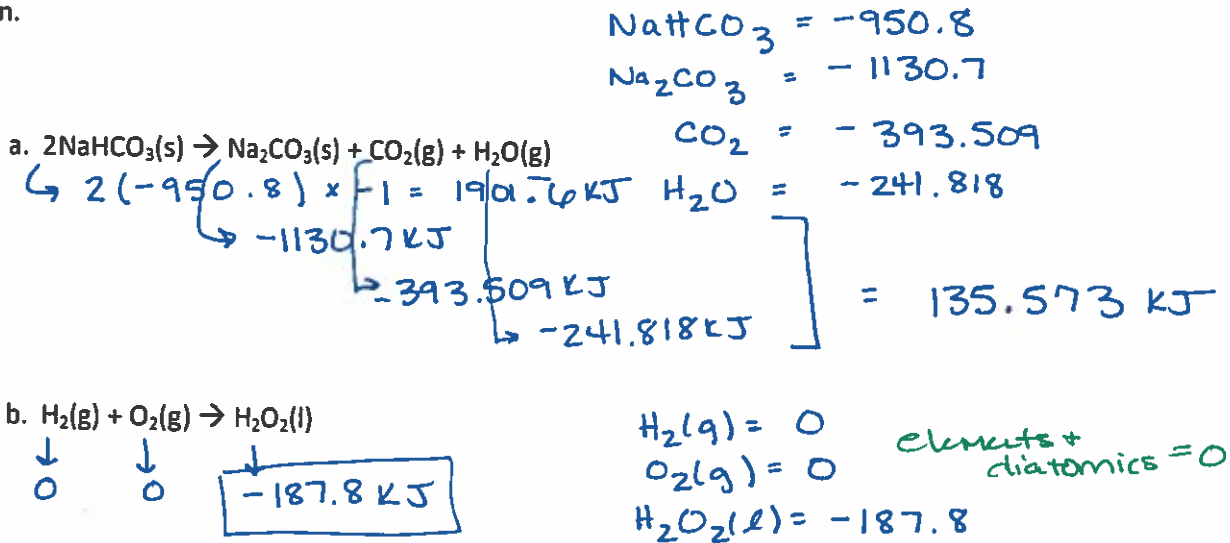 n.
NaHCO₃ = -950.8
Na₂CO₃ = - 1130.7
CO₂ = - 393.509
a. 2NaHCO₃(s) → Na₂CO₃(s) + CO₂(g) + H₂O(g)
↳ 2(-950.8) x -1 = 1901.6 KJ H₂O = -241.818
↳ -1130.7 KJ
↳ -393.509 KJ
= 135.573 KJ
↳ -241.818 KJ
b. H₂(g) + O₂(g) → H₂O₂(l)
↓ ↓ ↓
0 0 -187.8 KJ
H₂(g) = 0
O₂(g) = 0
H₂O₂(l) = -187.8
elements +
diatomics = 0